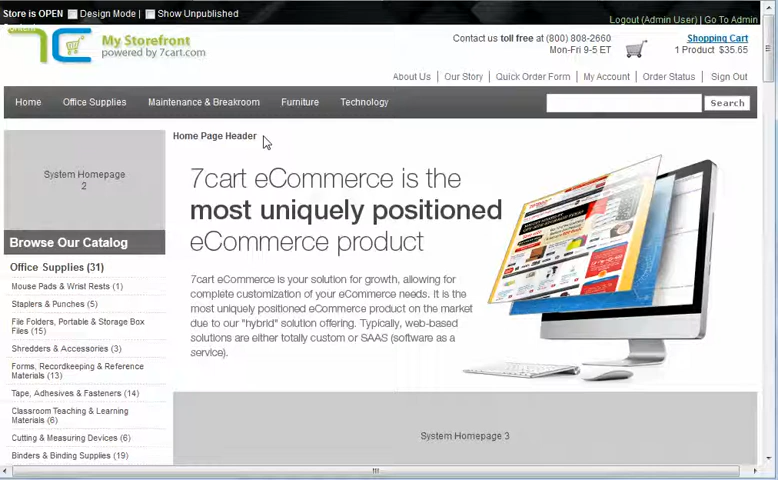 Store is OPEN Design Mode | Show Unpublished
Logout (Admin User) | Go To Admin
7C My Storefront
powered by 7cart.com
Contact us toll free at (800) 808-2660
Mon-Fri 9-5 ET
Shopping Cart
1 Product $35.65
About Us | Our Story | Quick Order Form | My Account | Order Status | Sign Out
Home Office Supplies Maintenance & Breakroom Furniture Technology Search
System Homepage
2
Home Page Header
7cart eCommerce is the
most uniquely positioned
eCommerce product
7cart eCommerce is your solution for growth, allowing for
complete customization of your eCommerce needs. It is the
most uniquely positioned eCommerce product on the market
due to our "hybrid" solution offering. Typically, web-based
solutions are either totally custom or SAAS (software as a
service).
Browse Our Catalog
Office Supplies (31)
Mouse Pads & Wrist Rests (1)
Staplers & Punches (5)
File Folders, Portable & Storage Box
Files (15)
Shredders & Accessories (3)
Forms, Recordkeeping & Reference
Materials (13)
Tape, Adhesives & Fasteners (14)
Classroom Teaching & Learning
Materials (6)
Cutting & Measuring Devices (6)
Binders & Binding Supplies (19)
System Homepage 3